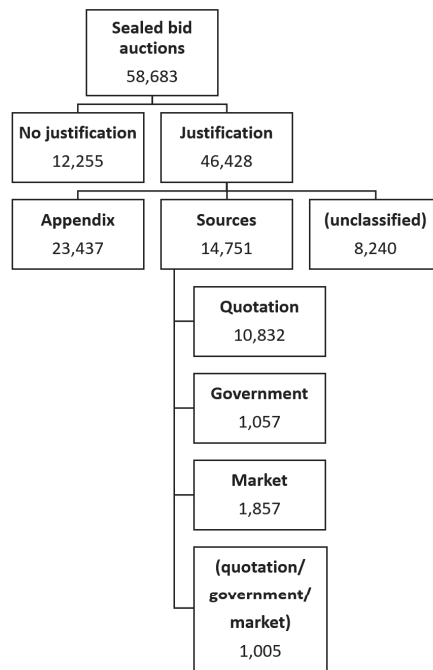 Sealed bid
auctions
58,683
No justification
12,255
Justification
46,428
Appendix
23,437
Sources
14,751
(unclassified)
8,240
Quotation
10,832
Government
1,057
Market
1,857
(quotation/
government/
market)
1,005